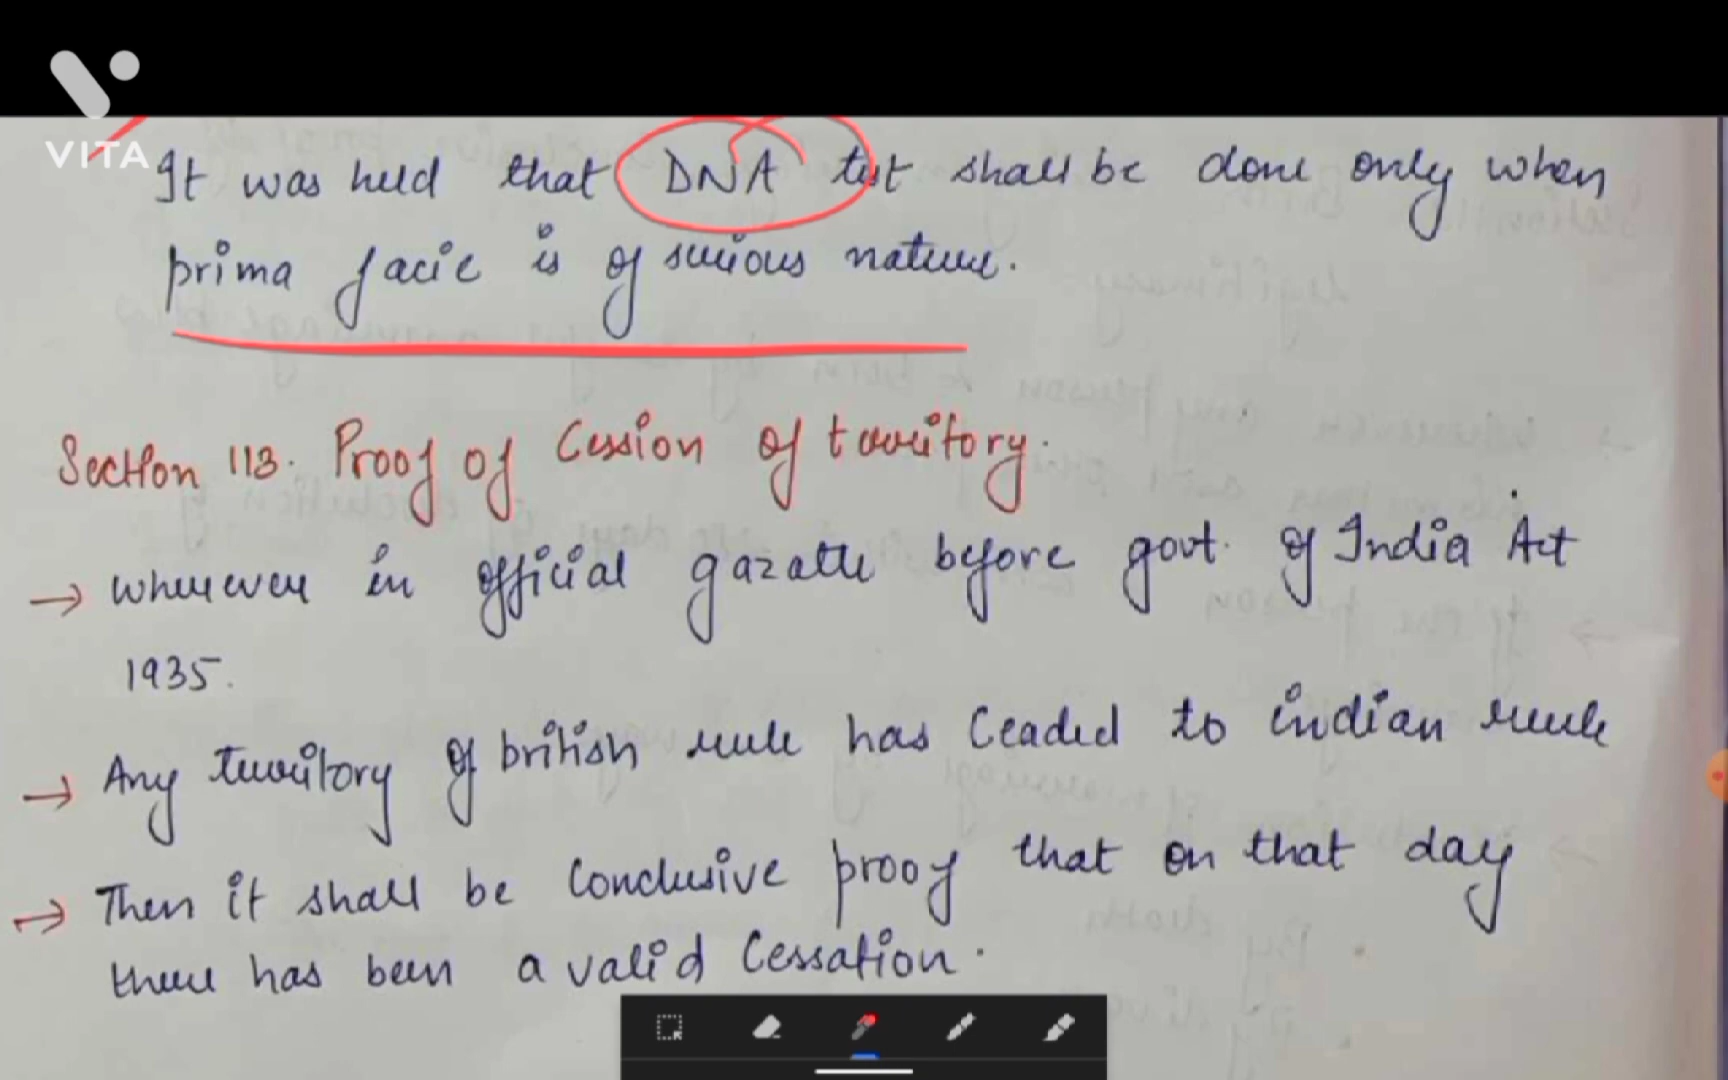 VITA
It was held that DNA test shall be done only when
prima facie is of serious nature.
Section 113. Proof of Cession of territory.
→ Wherever in official gazatte before govt. of India Act
1935.
→ Any territory of british rule has Ceaded to indian rule
→ Then it shall be Conclusive proof that on that day
there has been a valid Cessation.